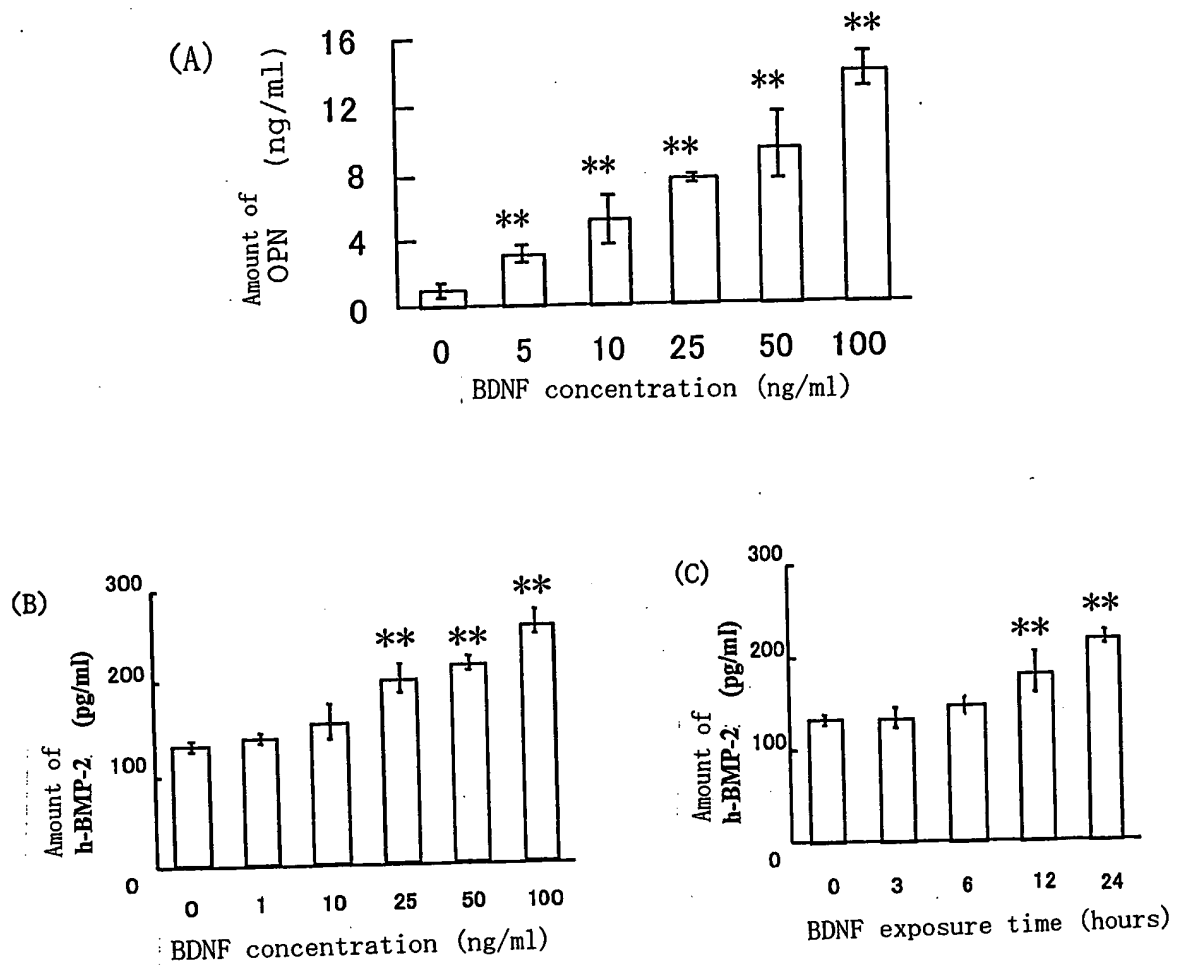 (A)
Amount of
OPN (ng/ml)
16
12
8
4
0
**
**
**
**
**
0 5 10 25 50 100
BDNF concentration (ng/ml)
(B)
Amount of
h-BMP-2 (pg/ml)
300
200
100
0
**
**
**
0 1 10 25 50 100
BDNF concentration (ng/ml)
(C)
Amount of
h-BMP-2 (pg/ml)
300
200
100
0
**
**
0 3 6 12 24
BDNF exposure time (hours)